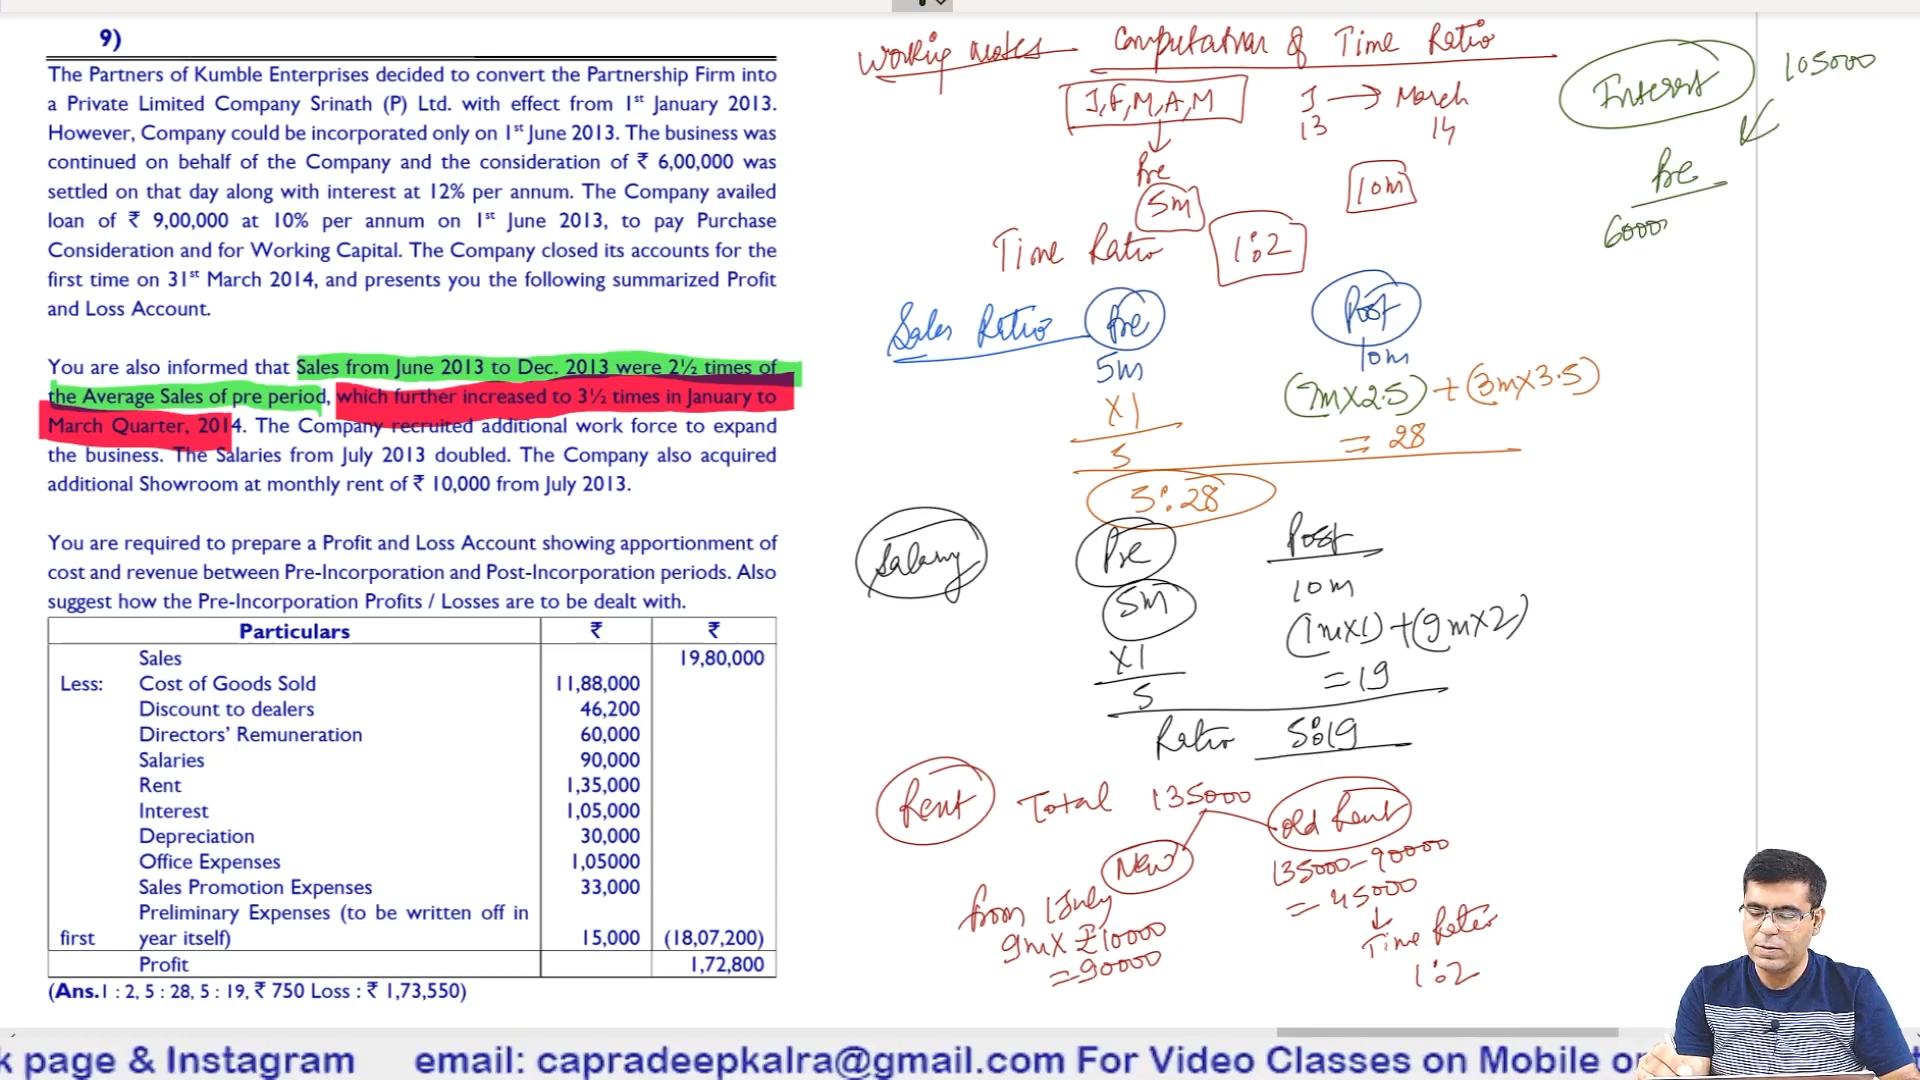 9)
The Partners of Kumble Enterprises decided to convert the Partnership Firm into
a Private Limited Company Srinath (P) Ltd. with effect from 1st January 2013.
However, Company could be incorporated only on 1st June 2013. The business was
continued on behalf of the Company and the consideration of ₹ 6,00,000 was
settled on that day along with interest at 12% per annum. The Company availed
loan of ₹ 9,00,000 at 10% per annum on 1st June 2013, to pay Purchase
Consideration and for Working Capital. The Company closed its accounts for the
first time on 31st March 2014, and presents you the following summarized Profit
and Loss Account.
You are also informed that Sales from June 2013 to Dec. 2013 were 2½ times of
the Average Sales of pre period, which further increased to 3½ times in January to
March Quarter, 2014. The Company recruited additional work force to expand
the business. The Salaries from July 2013 doubled. The Company also acquired
additional Showroom at monthly rent of ₹ 10,000 from July 2013.
You are required to prepare a Profit and Loss Account showing apportionment of
cost and revenue between Pre-Incorporation and Post-Incorporation periods. Also
suggest how the Pre-Incorporation Profits / Losses are to be dealt with.
Particulars ₹ ₹
Sales 19,80,000
Less: Cost of Goods Sold 11,88,000
Discount to dealers 46,200
Directors' Remuneration 60,000
Salaries 90,000
Rent 1,35,000
Interest 1,05,000
Depreciation 30,000
Office Expenses 1,05000
Sales Promotion Expenses 33,000
Preliminary Expenses (to be written off in
first year itself) 15,000 (18,07,200)
Profit 1,72,800
(Ans.1 : 2, 5 : 28, 5 : 19, ₹ 750 Loss : ₹ 1,73,550)
Working Notes Computation of Time Ratio
J,F,M,A,M J → March
13 14
Pre
5m 10m
Time Ratio 1:2
Sales Ratio Pre Post
5m 10m
X1 (7mX2.5) + (3mX3.5)
5 = 28
5:28
Salary Pre Post
5m 10m
X1 (1mX1)+(9mX2)
5 = 19
Ratio 5:19
Rent Total 135000 Old Rent
New 135000-90000
= 45000
from 1 July
9mX ₹10000
= 90000
Time Ratio
1:2
Interest 105000
Pre
60000
k page & Instagram email: capradeepkalra@gmail.com For Video Classes on Mobile o